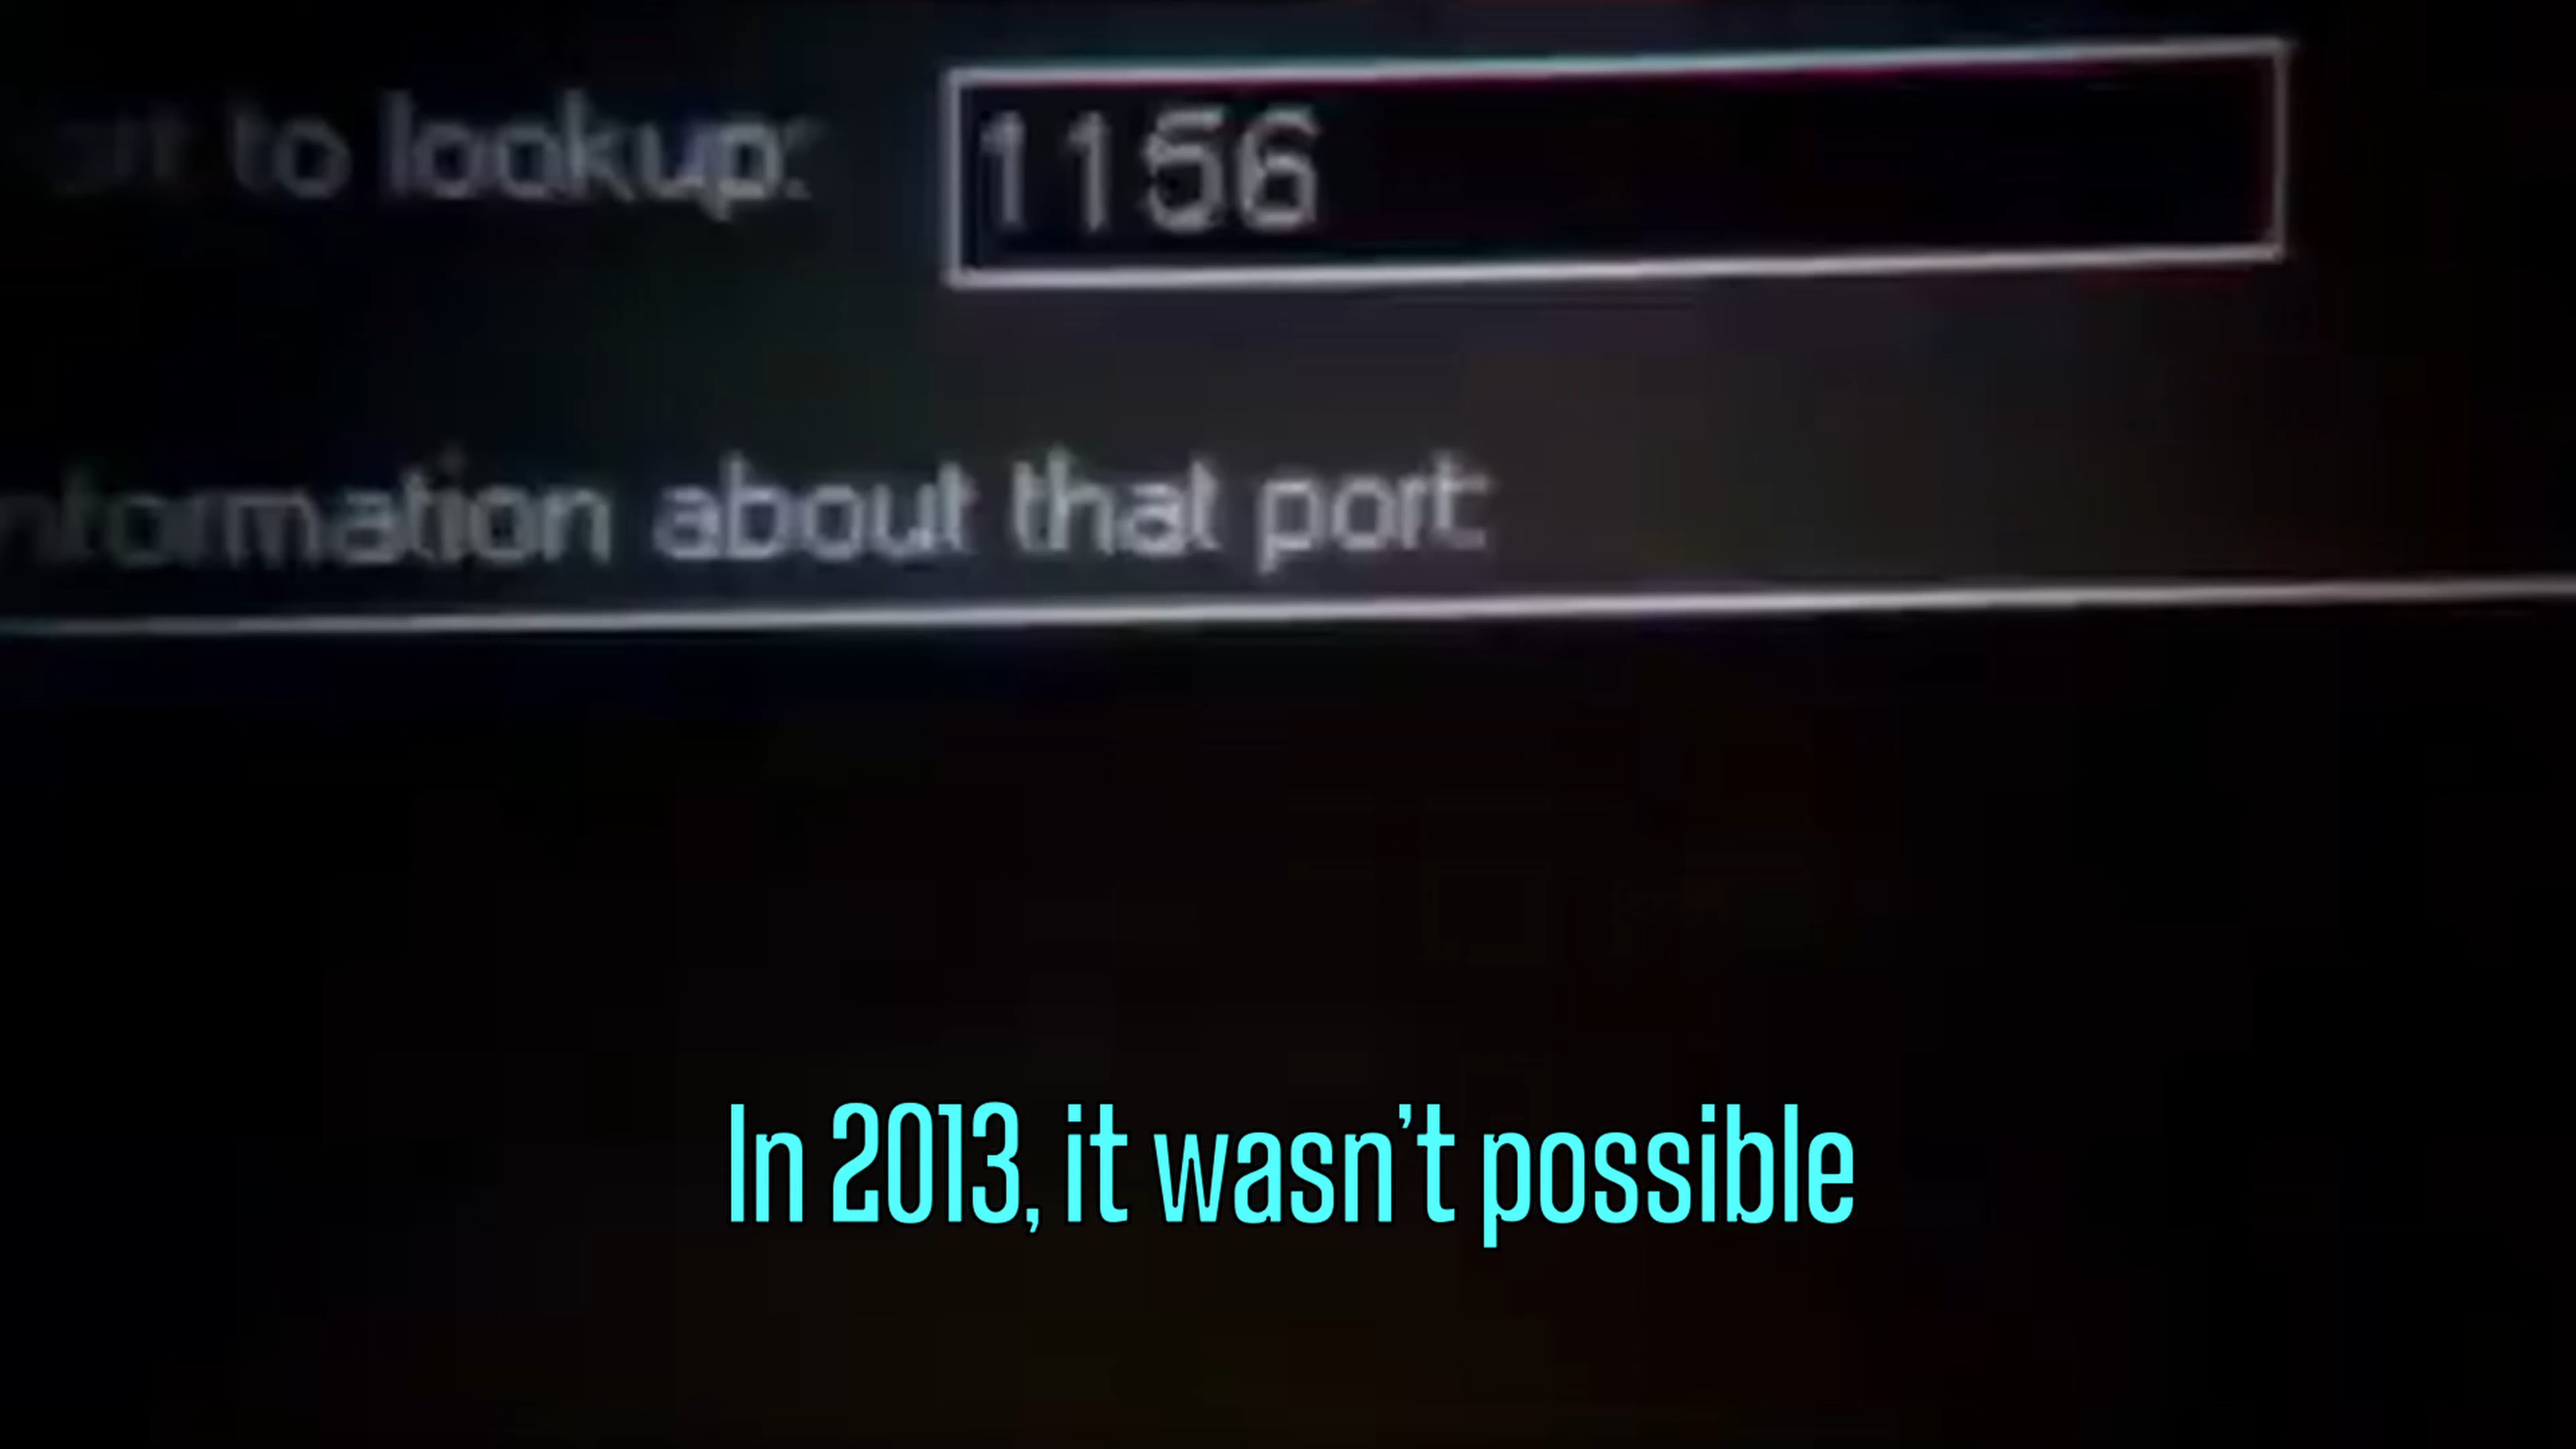 to lookup: 1156
information about that port:
In 2013, it wasn't possible